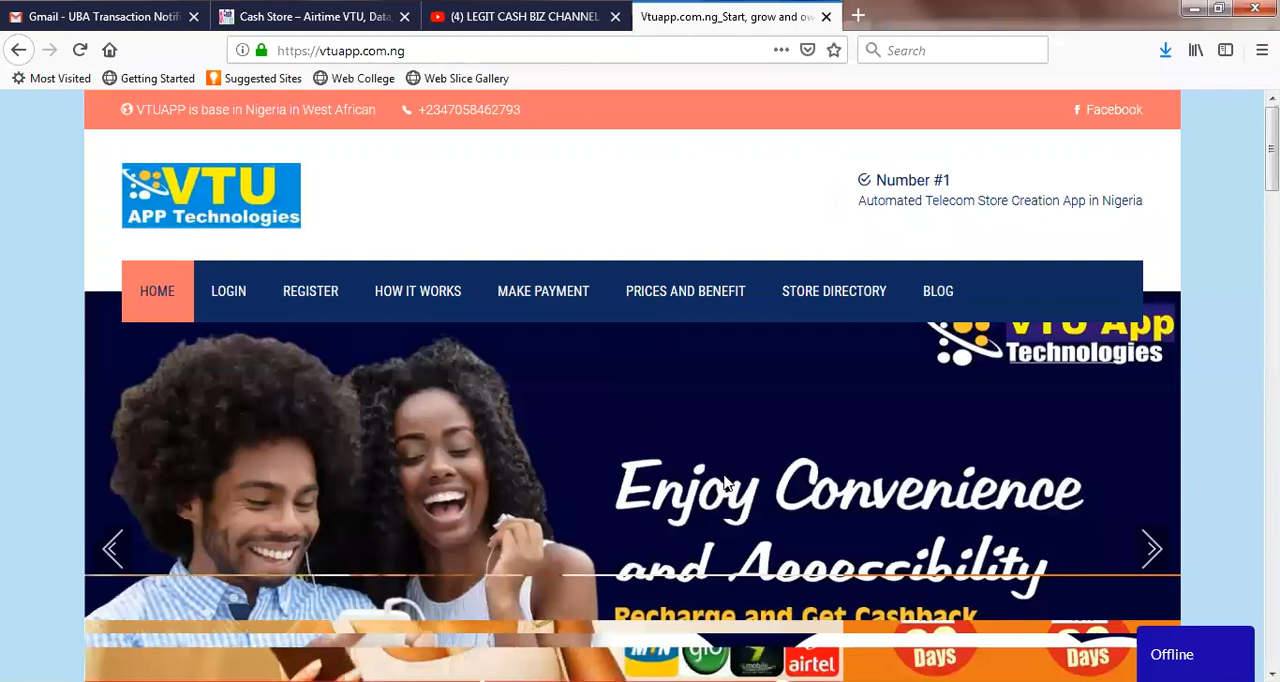 Gmail - UBA Transaction Notifi
Cash Store – Airtime VTU, Data,
(4) LEGIT CASH BIZ CHANNEL
Vtuapp.com.ng_Start, grow and ow
https://vtuapp.com.ng
Search
Most Visited
Getting Started
Suggested Sites
Web College
Web Slice Gallery
VTUAPP is base in Nigeria in West African
+2347058462793
Facebook
VTU
APP Technologies
Number #1
Automated Telecom Store Creation App in Nigeria
HOME
LOGIN
REGISTER
HOW IT WORKS
MAKE PAYMENT
PRICES AND BENEFIT
STORE DIRECTORY
BLOG
VTU App
Technologies
Enjoy Convenience
and Accessibility
Recharge and Get Cashback
MTN
glo
mobile
airtel
Days
Days
Offline